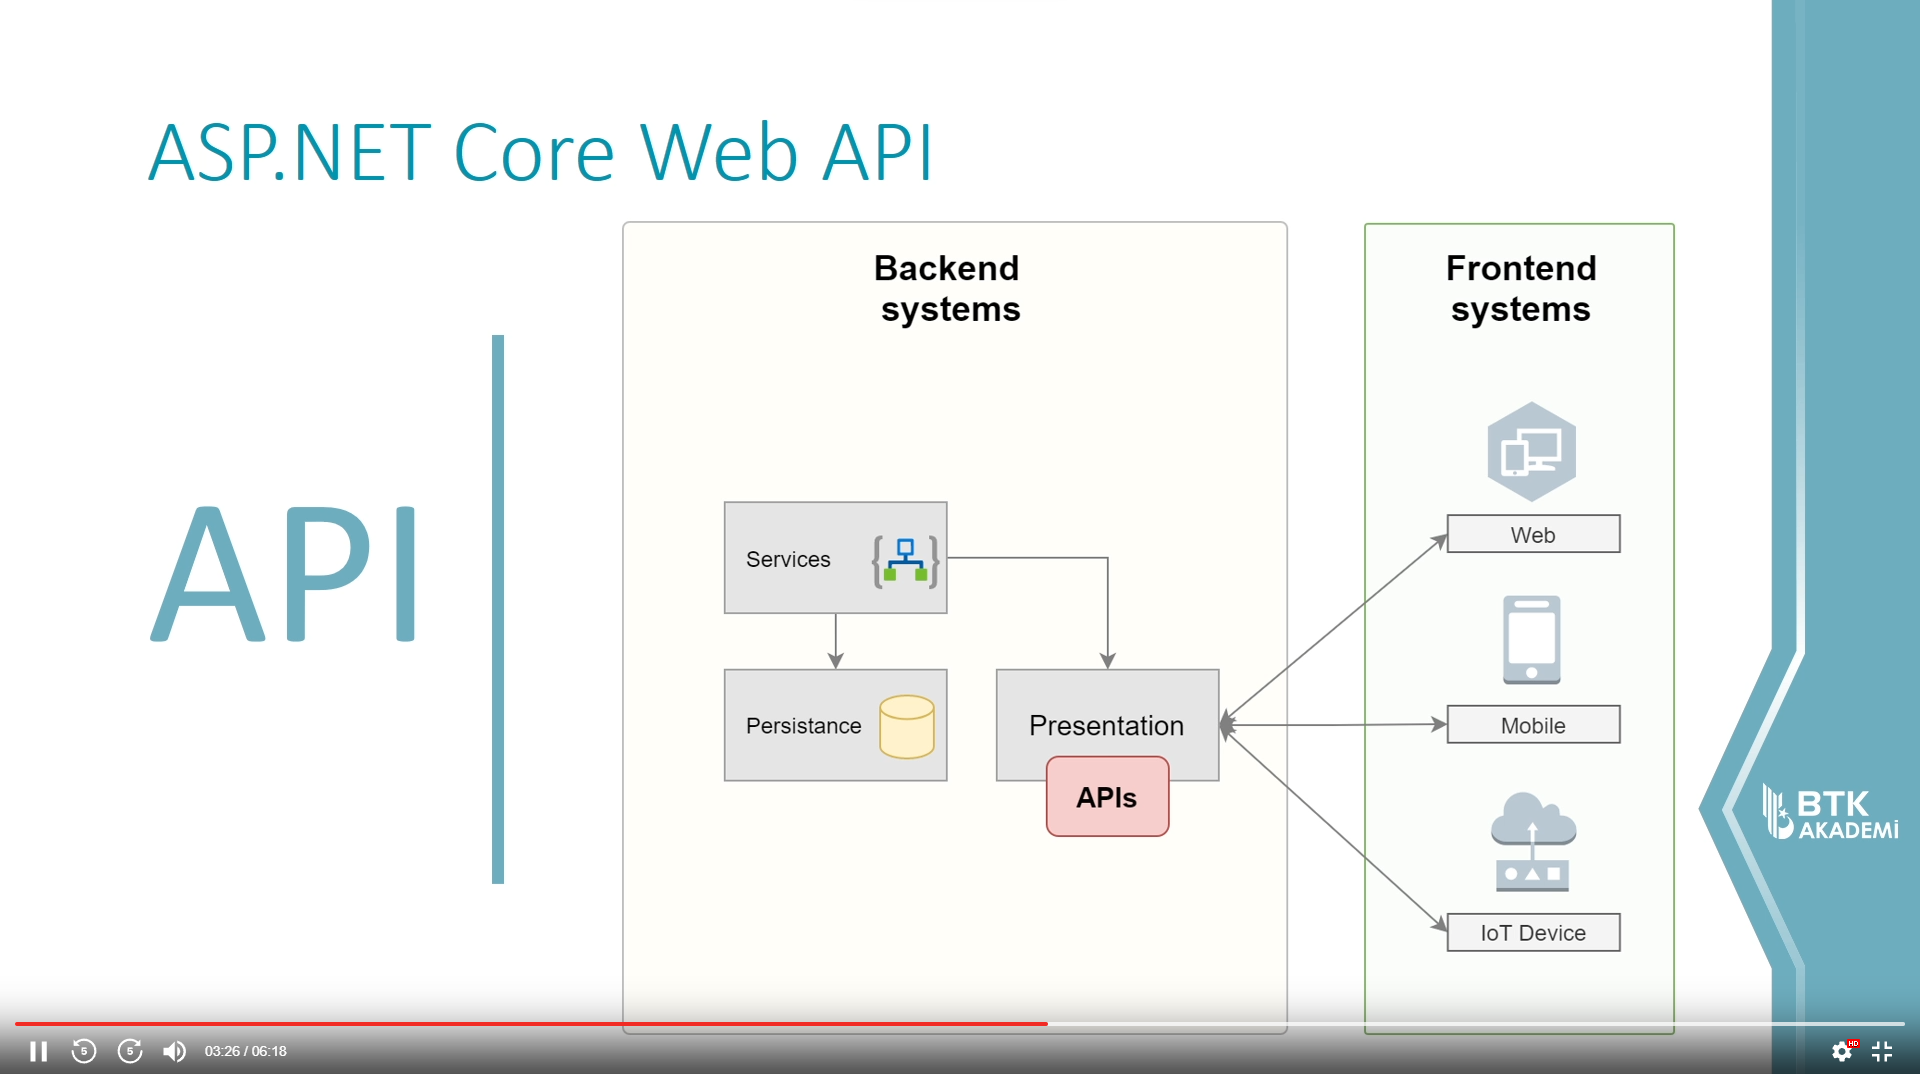 ASP.NET Core Web API
API
Backend
systems
Services
Persistance
Presentation
APIs
Frontend
systems
Web
Mobile
IoT Device
BTK
AKADEMİ
5
5
03:26 / 06:18
HD